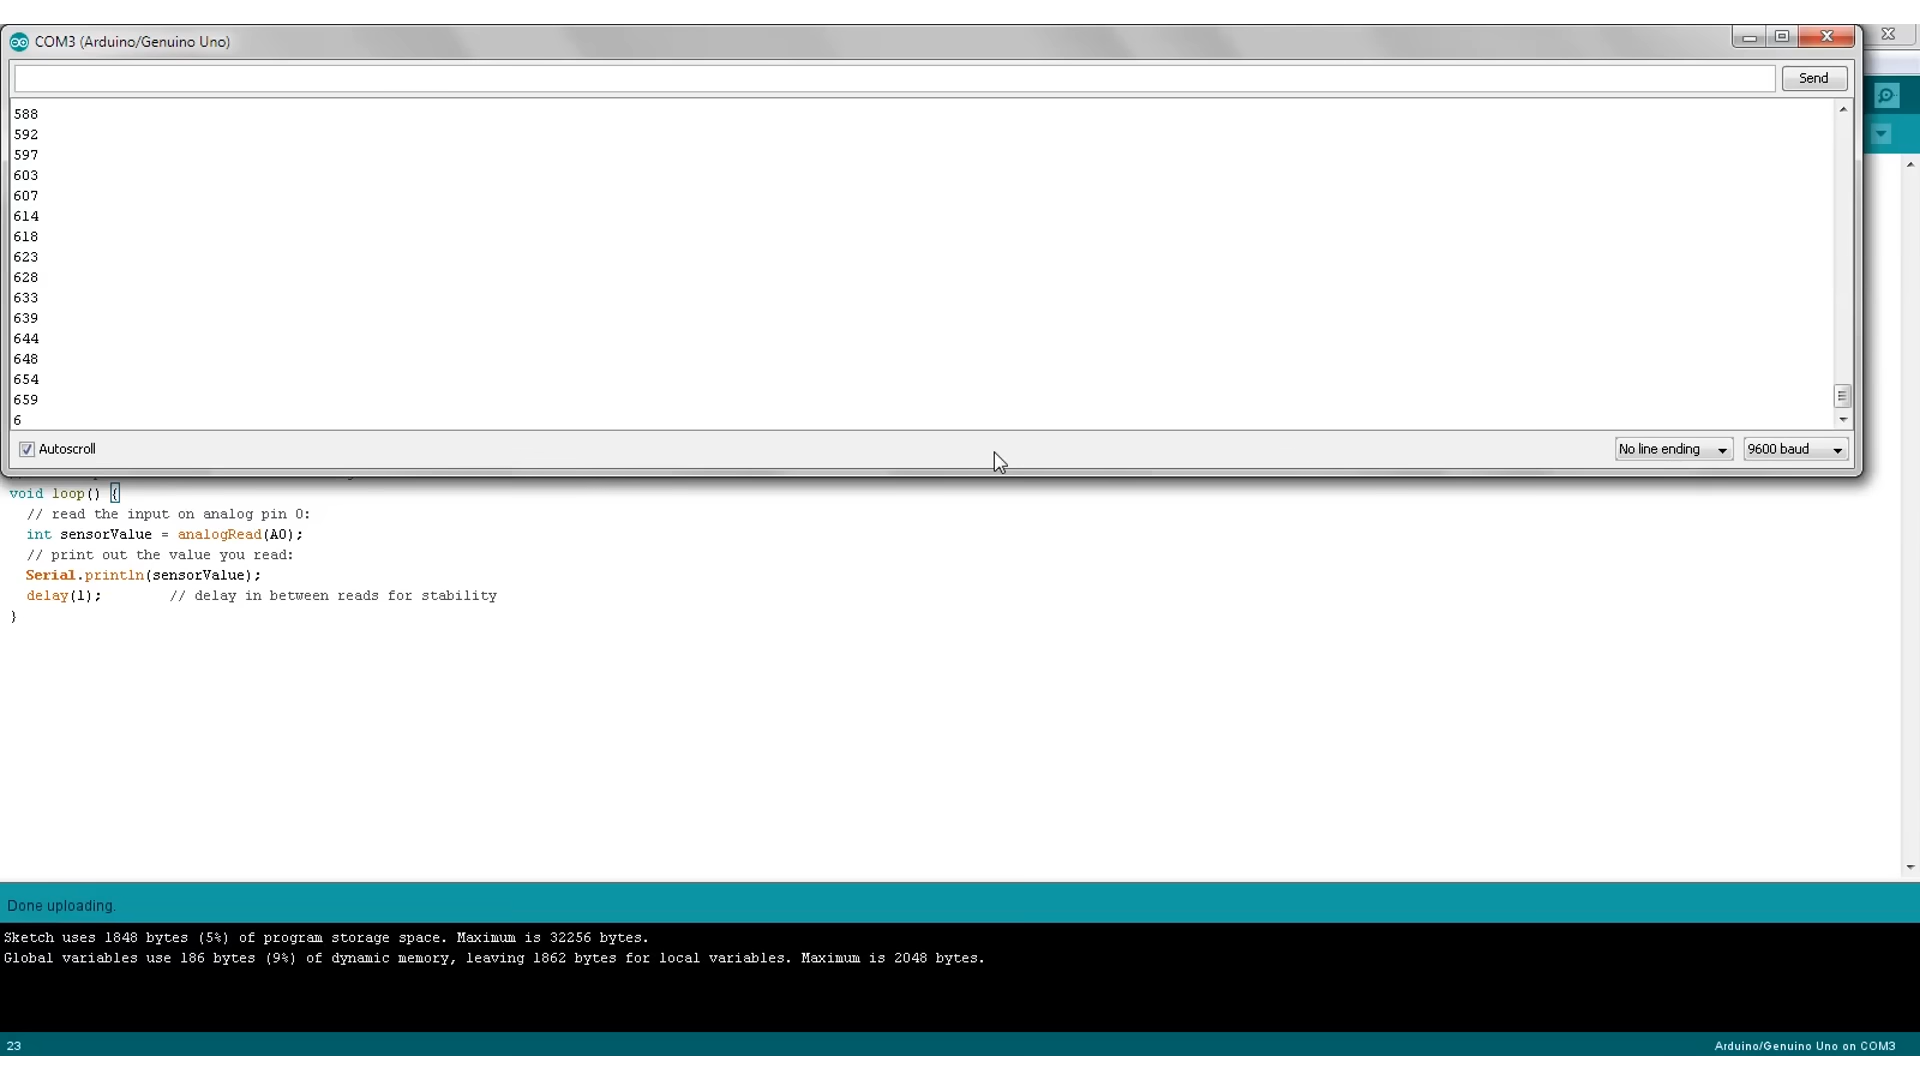 COM3 (Arduino/Genuino Uno)
Send
588
592
597
603
607
614
618
623
628
633
639
644
648
654
659
6
Autoscroll
No line ending
9600 baud
void loop() {
// read the input on analog pin 0:
int sensorValue = analogRead(A0);
// print out the value you read:
Serial.println(sensorValue);
delay(1); // delay in between reads for stability
}
Done uploading.
Sketch uses 1848 bytes (5%) of program storage space. Maximum is 32256 bytes.
Global variables use 186 bytes (9%) of dynamic memory, leaving 1862 bytes for local variables. Maximum is 2048 bytes.
23
Arduino/Genuino Uno on COM3